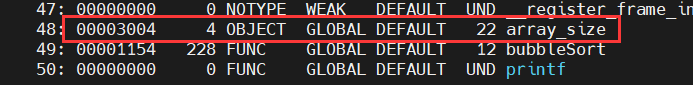 47: 00000000 0 NOTYPE WEAK DEFAULT UND __register_frame_in
48: 00003004 4 OBJECT GLOBAL DEFAULT 22 array_size
49: 00001154 228 FUNC GLOBAL DEFAULT 12 bubbleSort
50: 00000000 0 FUNC GLOBAL DEFAULT UND printf